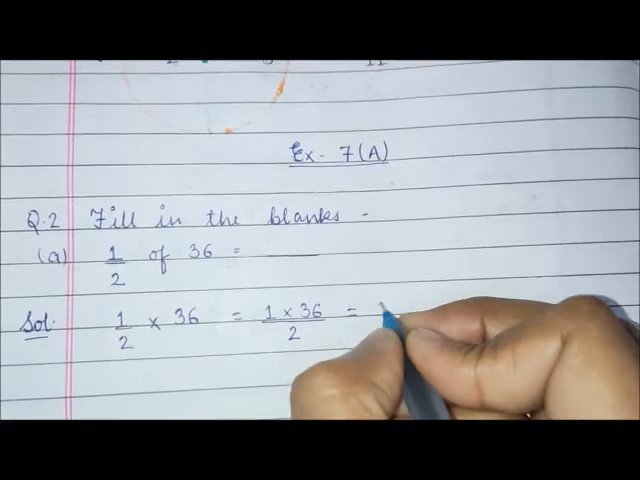 Ex- 7(A)
Q.2 Fill in the blanks -
(a) 1/2 of 36 = ____
Sol: 1/2 × 36 = 1 × 36/2 =